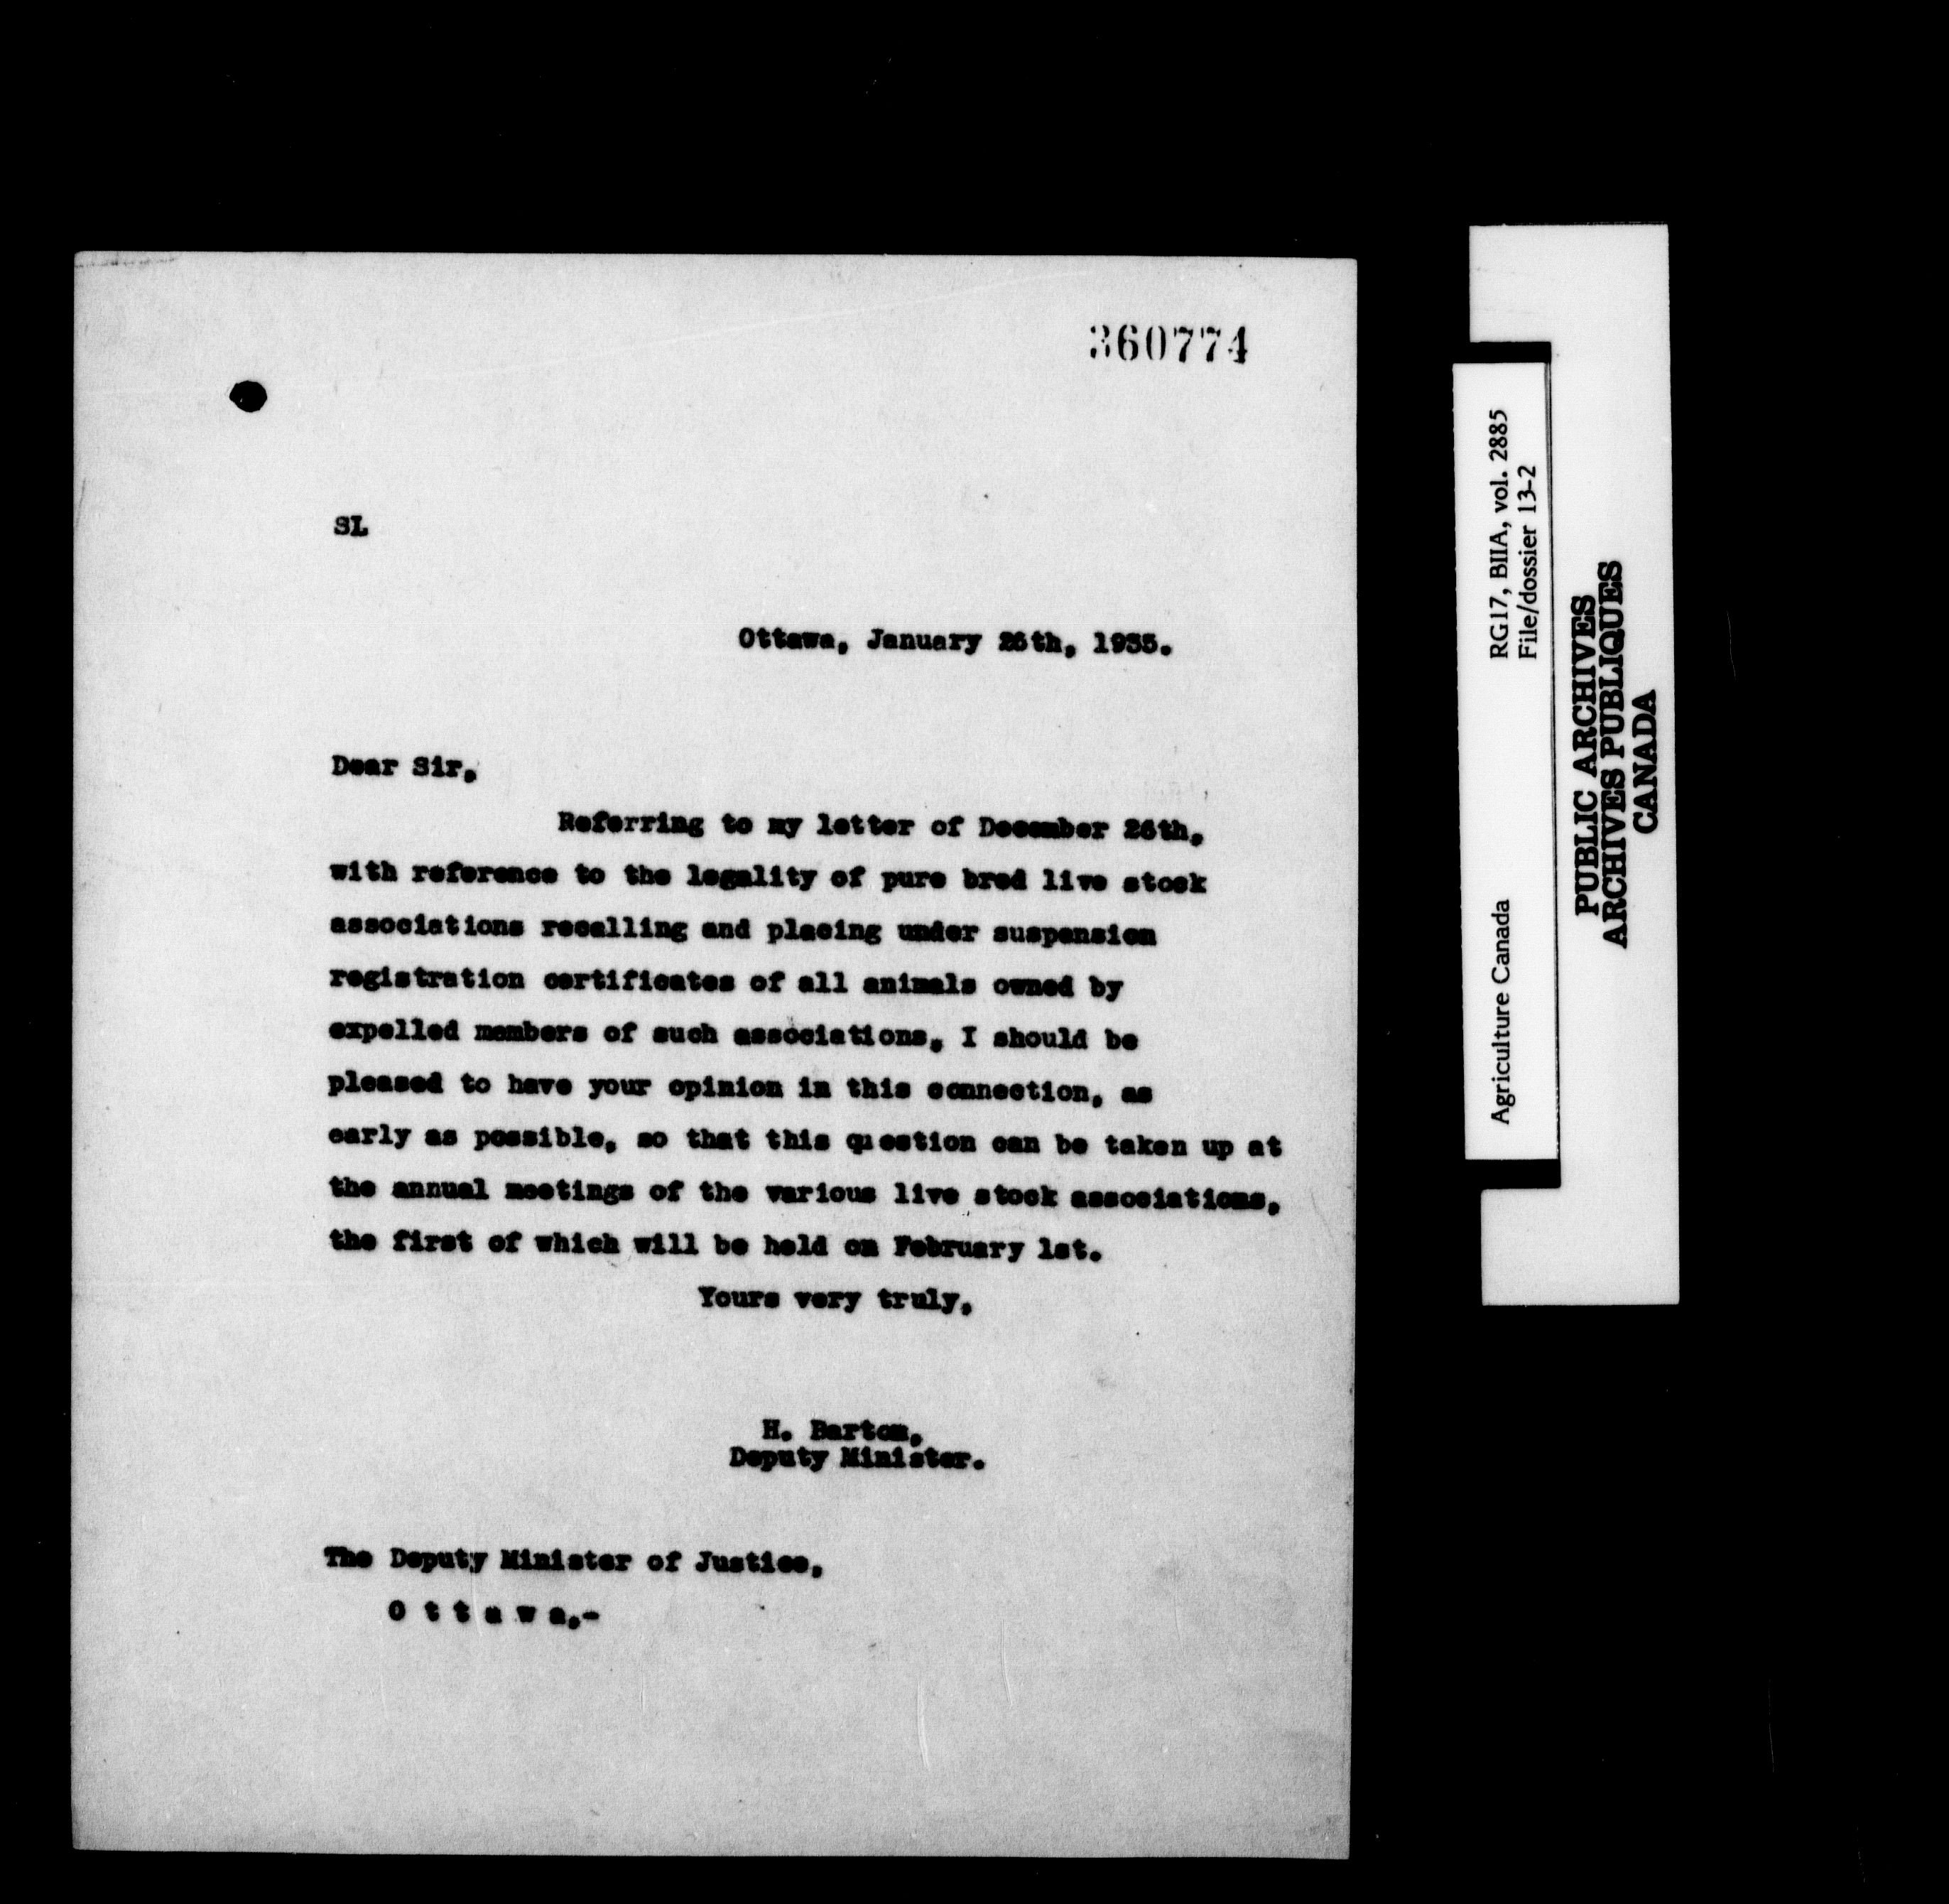 360774
SL
Ottawa, January 26th, 1935.
Dear Sir,
Referring to my letter of December 26th,
with reference to the legality of pure bred live stock
associations recalling and placing under suspension
registration certificates of all animals owned by
expelled members of such associations, I should be
pleased to have your opinion in this connection, as
early as possible, so that this question can be taken up at
the annual meetings of the various live stock associations,
the first of which will be held on February 1st.
Yours very truly,
H. Barton,
Deputy Minister.
The Deputy Minister of Justice,
O t t a w a.-
Agriculture Canada RG17, BIIA, vol. 2885
File/dossier 13-2
PUBLIC ARCHIVES
ARCHIVES PUBLIQUES
CANADA